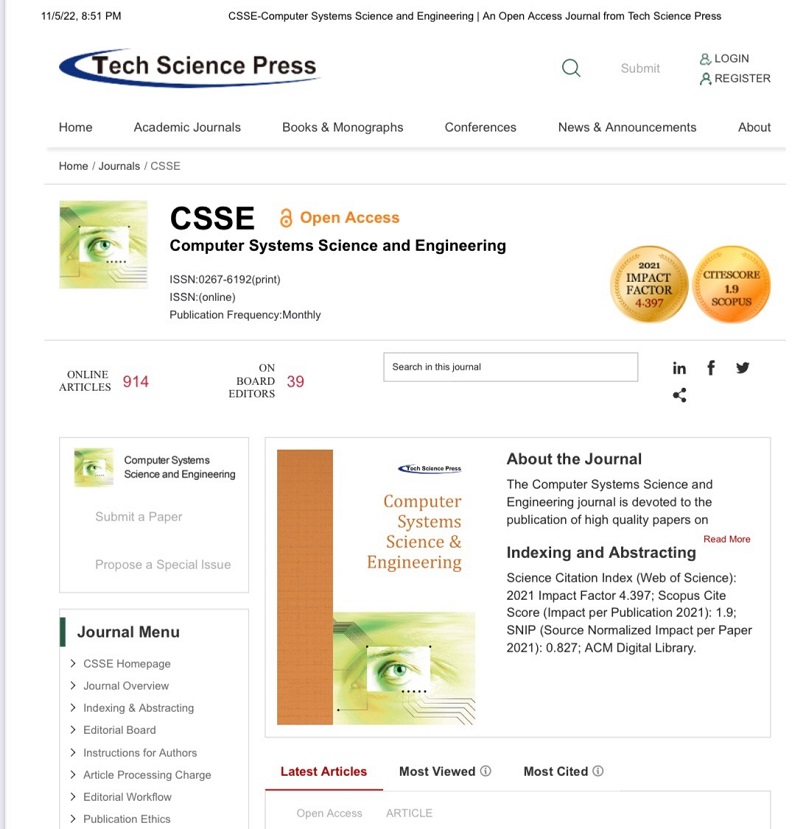 11/5/22, 8:51 PM
CSSE-Computer Systems Science and Engineering | An Open Access Journal from Tech Science Press
Tech Science Press
Submit
LOGIN
REGISTER
Home
Academic Journals
Books & Monographs
Conferences
News & Announcements
About
Home / Journals / CSSE
CSSE
Open Access
Computer Systems Science and Engineering
ISSN:0267-6192(print)
ISSN:(online)
Publication Frequency:Monthly
2021
IMPACT
FACTOR
4.397
CITESCORE
1.9
SCOPUS
ONLINE
ARTICLES
914
ON
BOARD
EDITORS
39
Search in this journal
Computer Systems
Science and Engineering
Submit a Paper
Propose a Special Issue
Journal Menu
CSSE Homepage
Journal Overview
Indexing & Abstracting
Editorial Board
Instructions for Authors
Article Processing Charge
Editorial Workflow
Publication Ethics
Tech Science Press
Computer
Systems
Science &
Engineering
About the Journal
The Computer Systems Science and
Engineering journal is devoted to the
publication of high quality papers on
Read More
Indexing and Abstracting
Science Citation Index (Web of Science):
2021 Impact Factor 4.397; Scopus Cite
Score (Impact per Publication 2021): 1.9;
SNIP (Source Normalized Impact per Paper
2021): 0.827; ACM Digital Library.
Latest Articles
Most Viewed
Most Cited
Open Access
ARTICLE